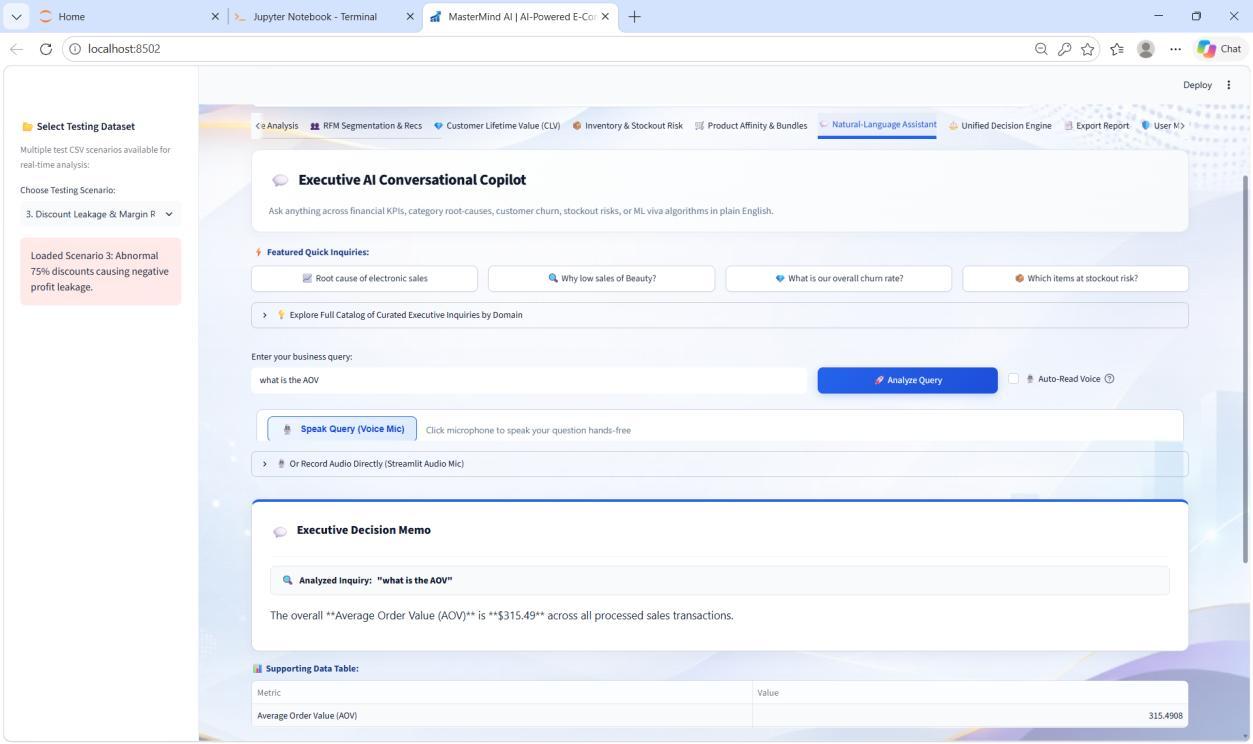 Home
Jupyter Notebook - Terminal
MasterMind AI | AI-Powered E-Cor
localhost:8502
Chat
Deploy
Select Testing Dataset
Multiple test CSV scenarios available for
real-time analysis:
Choose Testing Scenario:
3. Discount Leakage & Margin R
Loaded Scenario 3: Abnormal
75% discounts causing negative
profit leakage.
e Analysis
RFM Segmentation & Recs
Customer Lifetime Value (CLV)
Inventory & Stockout Risk
Product Affinity & Bundles
Natural-Language Assistant
Unified Decision Engine
Export Report
User M
Executive AI Conversational Copilot
Ask anything across financial KPIs, category root-causes, customer churn, stockout risks, or ML viva algorithms in plain English.
Featured Quick Inquiries:
Root cause of electronic sales
Why low sales of Beauty?
What is our overall churn rate?
Which items at stockout risk?
Explore Full Catalog of Curated Executive Inquiries by Domain
Enter your business query:
what is the AOV
Analyze Query
Auto-Read Voice
Speak Query (Voice Mic)
Click microphone to speak your question hands-free
Or Record Audio Directly (Streamlit Audio Mic)
Executive Decision Memo
Analyzed Inquiry: "what is the AOV"
The overall **Average Order Value (AOV)** is **$315.49** across all processed sales transactions.
Supporting Data Table:
Metric
Value
Average Order Value (AOV)
315.4908